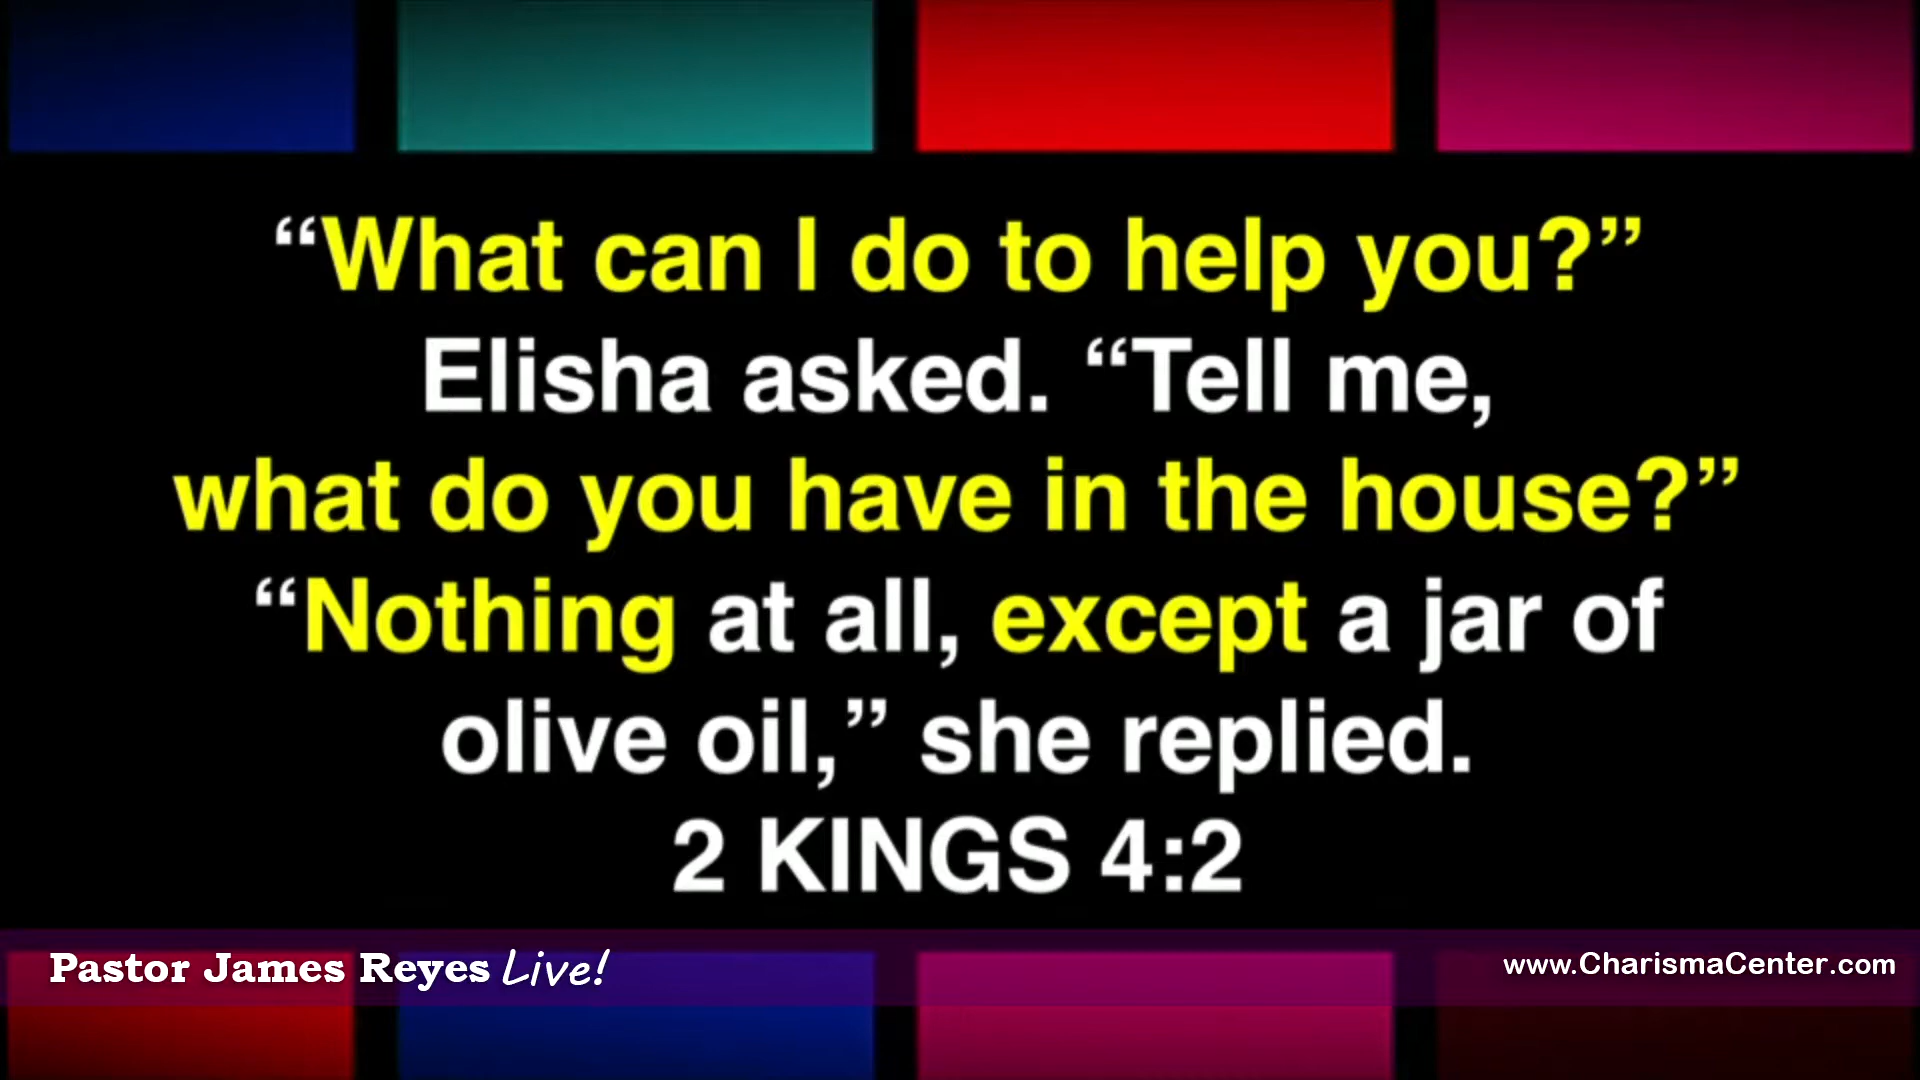 “What can I do to help you?”
Elisha asked. “Tell me,
what do you have in the house?”
“Nothing at all, except a jar of
olive oil,” she replied.
2 KINGS 4:2
Pastor James Reyes Live!
www.CharismaCenter.com